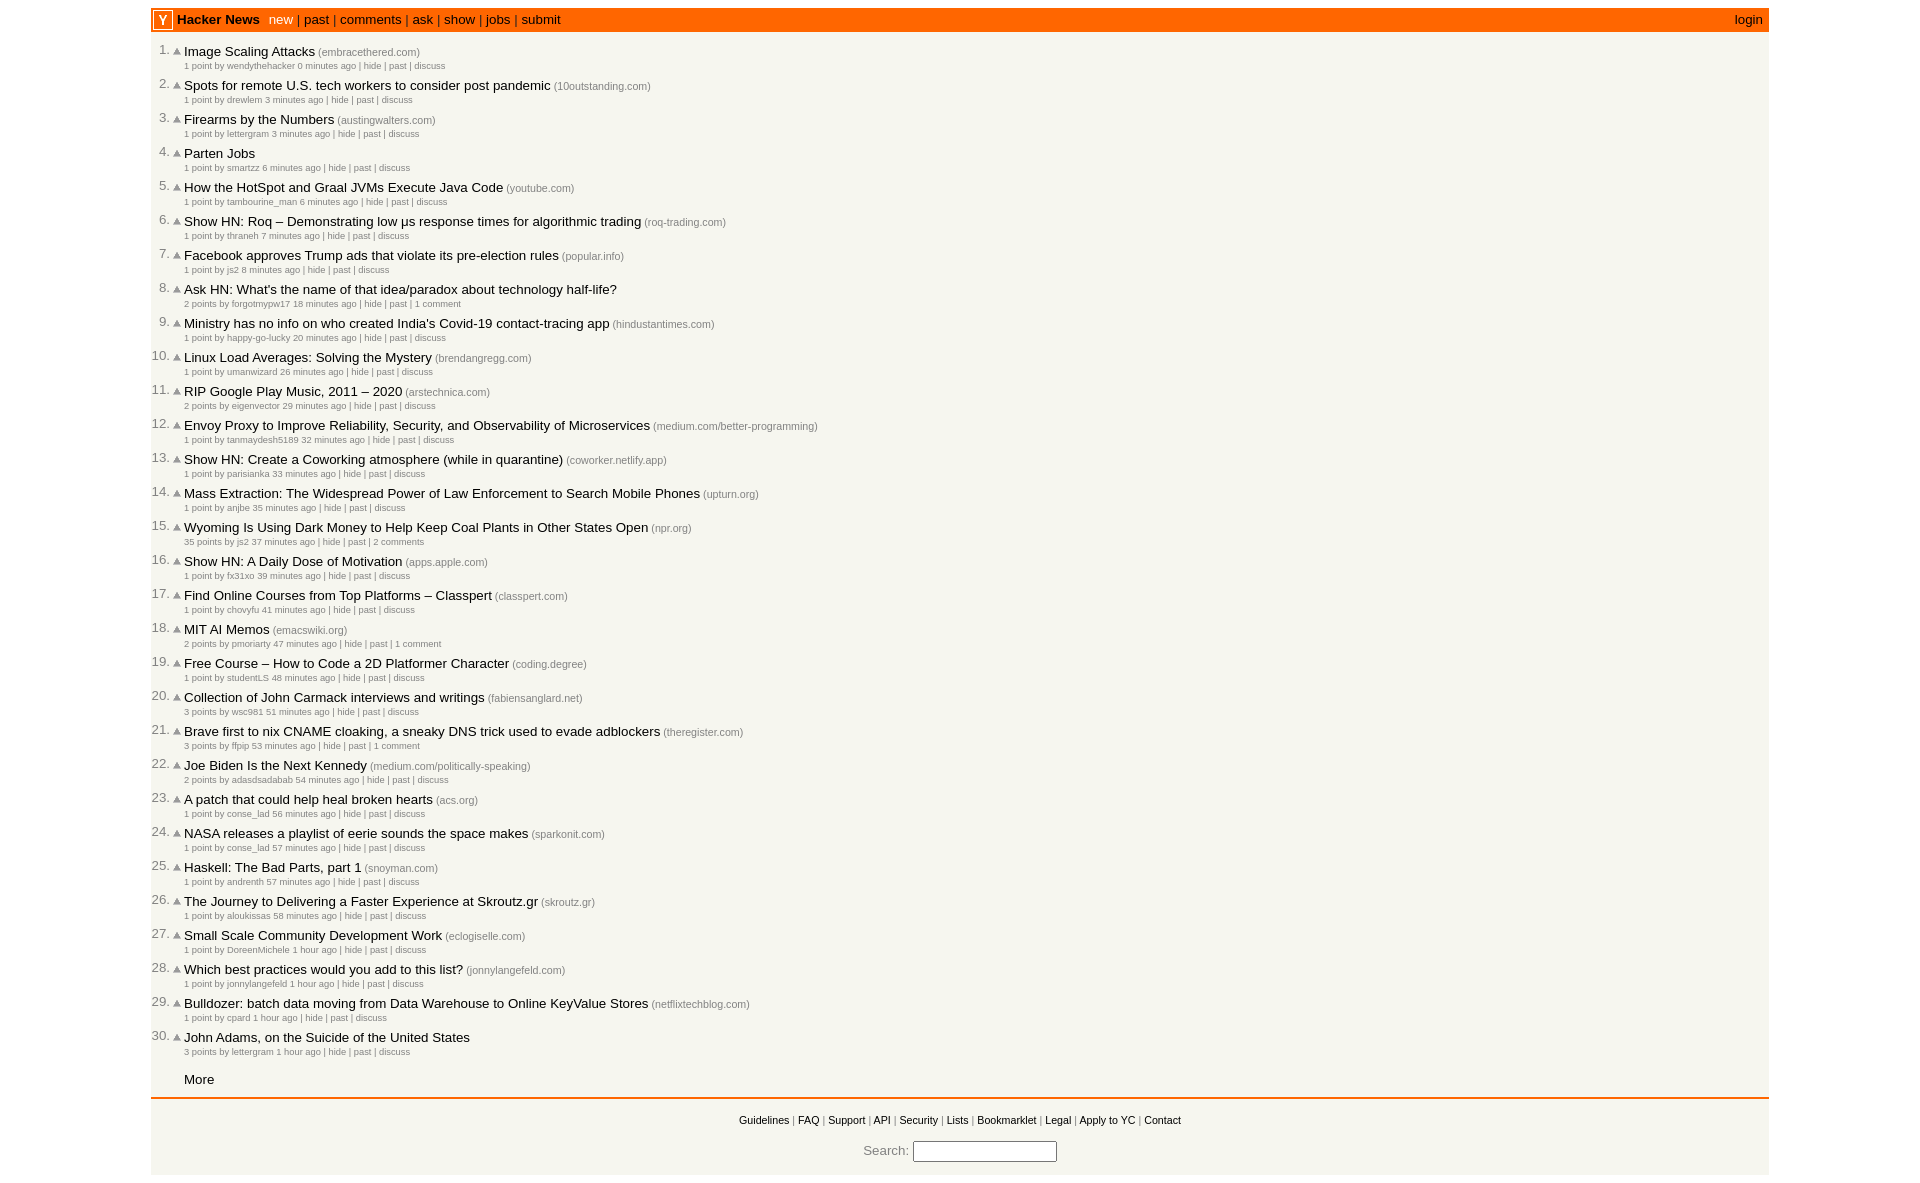 Y Hacker News new | past | comments | ask | show | jobs | submit login
1. Image Scaling Attacks (embracethered.com)
1 point by wendythehacker 0 minutes ago | hide | past | discuss
2. Spots for remote U.S. tech workers to consider post pandemic (10outstanding.com)
1 point by drewlem 3 minutes ago | hide | past | discuss
3. Firearms by the Numbers (austingwalters.com)
1 point by lettergram 3 minutes ago | hide | past | discuss
4. Parten Jobs
1 point by smartzz 6 minutes ago | hide | past | discuss
5. How the HotSpot and Graal JVMs Execute Java Code (youtube.com)
1 point by tambourine_man 6 minutes ago | hide | past | discuss
6. Show HN: Roq – Demonstrating low μs response times for algorithmic trading (roq-trading.com)
1 point by thraneh 7 minutes ago | hide | past | discuss
7. Facebook approves Trump ads that violate its pre-election rules (popular.info)
1 point by js2 8 minutes ago | hide | past | discuss
8. Ask HN: What's the name of that idea/paradox about technology half-life?
2 points by forgotmypw17 18 minutes ago | hide | past | 1 comment
9. Ministry has no info on who created India's Covid-19 contact-tracing app (hindustantimes.com)
1 point by happy-go-lucky 20 minutes ago | hide | past | discuss
10. Linux Load Averages: Solving the Mystery (brendangregg.com)
1 point by umanwizard 26 minutes ago | hide | past | discuss
11. RIP Google Play Music, 2011 – 2020 (arstechnica.com)
2 points by eigenvector 29 minutes ago | hide | past | discuss
12. Envoy Proxy to Improve Reliability, Security, and Observability of Microservices (medium.com/better-programming)
1 point by tanmaydesh5189 32 minutes ago | hide | past | discuss
13. Show HN: Create a Coworking atmosphere (while in quarantine) (coworker.netlify.app)
1 point by parisianka 33 minutes ago | hide | past | discuss
14. Mass Extraction: The Widespread Power of Law Enforcement to Search Mobile Phones (upturn.org)
1 point by anjbe 35 minutes ago | hide | past | discuss
15. Wyoming Is Using Dark Money to Help Keep Coal Plants in Other States Open (npr.org)
35 points by js2 37 minutes ago | hide | past | 2 comments
16. Show HN: A Daily Dose of Motivation (apps.apple.com)
1 point by fx31xo 39 minutes ago | hide | past | discuss
17. Find Online Courses from Top Platforms – Classpert (classpert.com)
1 point by chovyfu 41 minutes ago | hide | past | discuss
18. MIT AI Memos (emacswiki.org)
2 points by pmoriarty 47 minutes ago | hide | past | 1 comment
19. Free Course – How to Code a 2D Platformer Character (coding.degree)
1 point by studentLS 48 minutes ago | hide | past | discuss
20. Collection of John Carmack interviews and writings (fabiensanglard.net)
3 points by wsc981 51 minutes ago | hide | past | discuss
21. Brave first to nix CNAME cloaking, a sneaky DNS trick used to evade adblockers (theregister.com)
3 points by ffpip 53 minutes ago | hide | past | 1 comment
22. Joe Biden Is the Next Kennedy (medium.com/politically-speaking)
2 points by adasdsadabab 54 minutes ago | hide | past | discuss
23. A patch that could help heal broken hearts (acs.org)
1 point by conse_lad 56 minutes ago | hide | past | discuss
24. NASA releases a playlist of eerie sounds the space makes (sparkonit.com)
1 point by conse_lad 57 minutes ago | hide | past | discuss
25. Haskell: The Bad Parts, part 1 (snoyman.com)
1 point by andrenth 57 minutes ago | hide | past | discuss
26. The Journey to Delivering a Faster Experience at Skroutz.gr (skroutz.gr)
1 point by aloukissas 58 minutes ago | hide | past | discuss
27. Small Scale Community Development Work (eclogiselle.com)
1 point by DoreenMichele 1 hour ago | hide | past | discuss
28. Which best practices would you add to this list? (jonnylangefeld.com)
1 point by jonnylangefeld 1 hour ago | hide | past | discuss
29. Bulldozer: batch data moving from Data Warehouse to Online KeyValue Stores (netflixtechblog.com)
1 point by cpard 1 hour ago | hide | past | discuss
30. John Adams, on the Suicide of the United States
3 points by lettergram 1 hour ago | hide | past | discuss
More
Guidelines | FAQ | Support | API | Security | Lists | Bookmarklet | Legal | Apply to YC | Contact
Search: